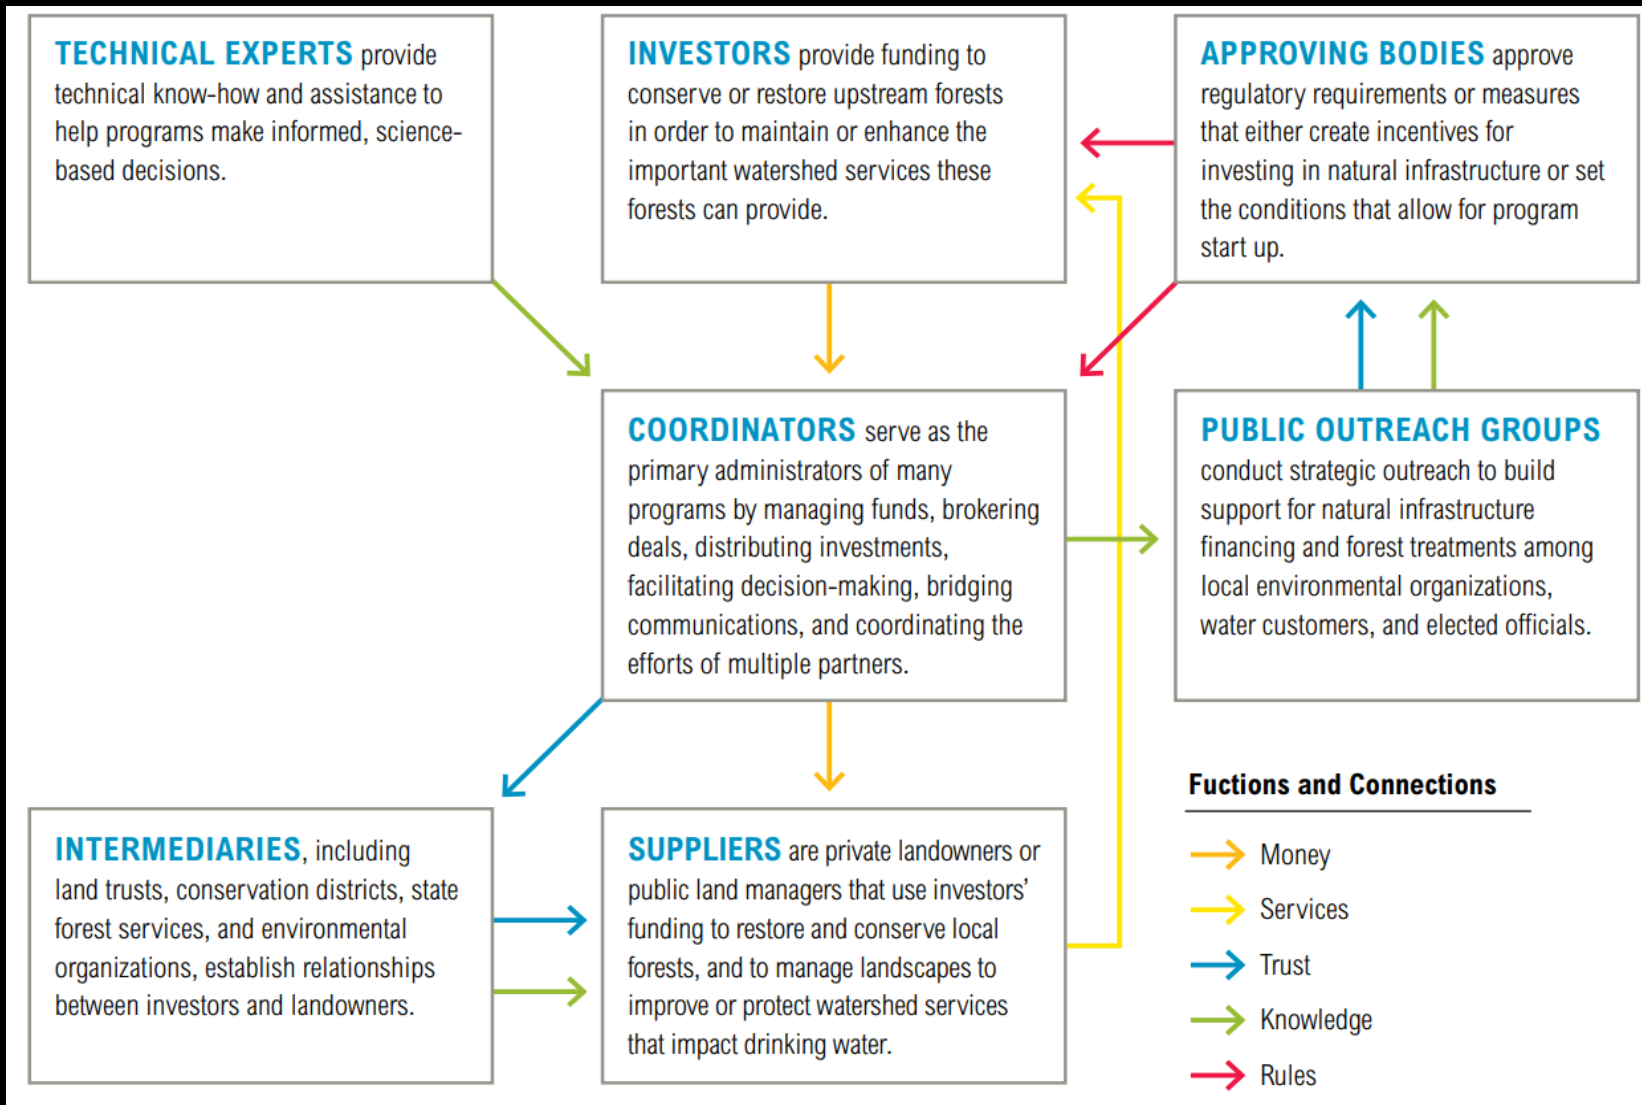 TECHNICAL EXPERTS provide
technical know-how and assistance to
help programs make informed, science-
based decisions.
INVESTORS provide funding to
conserve or restore upstream forests
in order to maintain or enhance the
important watershed services these
forests can provide.
APPROVING BODIES approve
regulatory requirements or measures
that either create incentives for
investing in natural infrastructure or set
the conditions that allow for program
start up.
COORDINATORS serve as the
primary administrators of many
programs by managing funds, brokering
deals, distributing investments,
facilitating decision-making, bridging
communications, and coordinating the
efforts of multiple partners.
PUBLIC OUTREACH GROUPS
conduct strategic outreach to build
support for natural infrastructure
financing and forest treatments among
local environmental organizations,
water customers, and elected officials.
INTERMEDIARIES, including
land trusts, conservation districts, state
forest services, and environmental
organizations, establish relationships
between investors and landowners.
SUPPLIERS are private landowners or
public land managers that use investors’
funding to restore and conserve local
forests, and to manage landscapes to
improve or protect watershed services
that impact drinking water.
Fuctions and Connections
Money
Services
Trust
Knowledge
Rules